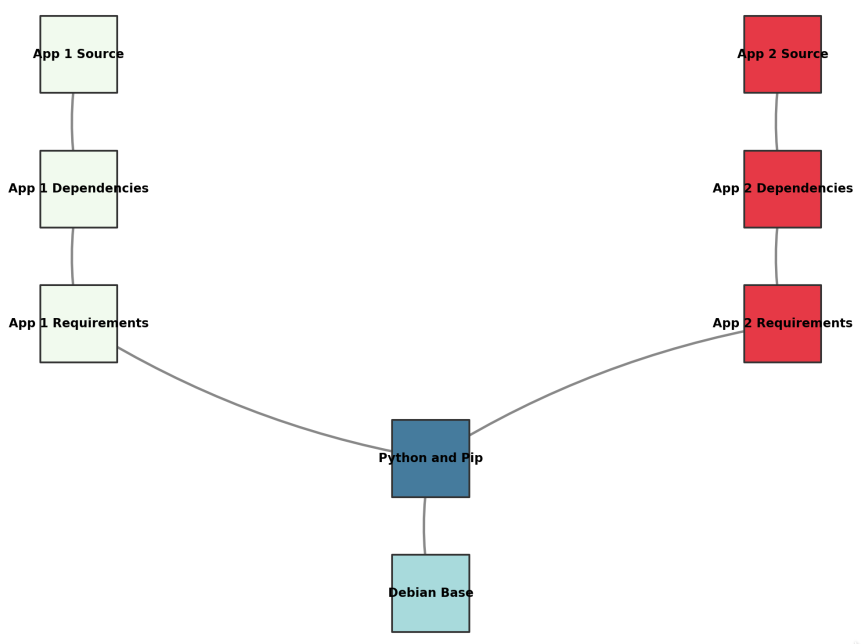 App 1 Source
App 2 Source
App 1 Dependencies
App 2 Dependencies
App 1 Requirements
App 2 Requirements
Python and Pip
Debian Base